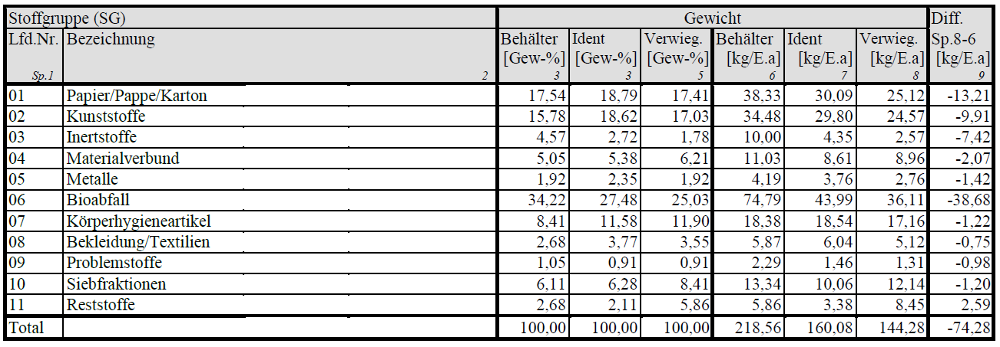 Stoffgruppe (SG) Gewicht Diff.
Lfd.Nr. Bezeichnung Behälter Ident Verwieg. Behälter Ident Verwieg. Sp.8-6
[Gew-%] [Gew-%] [Gew-%] [kg/E.a] [kg/E.a] [kg/E.a] [kg/E.a]
Sp.1 2 3 3 5 6 7 8 9
01 Papier/Pappe/Karton 17,54 18,79 17,41 38,33 30,09 25,12 -13,21
02 Kunststoffe 15,78 18,62 17,03 34,48 29,80 24,57 -9,91
03 Inertstoffe 4,57 2,72 1,78 10,00 4,35 2,57 -7,42
04 Materialverbund 5,05 5,38 6,21 11,03 8,61 8,96 -2,07
05 Metalle 1,92 2,35 1,92 4,19 3,76 2,76 -1,42
06 Bioabfall 34,22 27,48 25,03 74,79 43,99 36,11 -38,68
07 Körperhygieneartikel 8,41 11,58 11,90 18,38 18,54 17,16 -1,22
08 Bekleidung/Textilien 2,68 3,77 3,55 5,87 6,04 5,12 -0,75
09 Problemstoffe 1,05 0,91 0,91 2,29 1,46 1,31 -0,98
10 Siebfraktionen 6,11 6,28 8,41 13,34 10,06 12,14 -1,20
11 Reststoffe 2,68 2,11 5,86 5,86 3,38 8,45 2,59
Total 100,00 100,00 100,00 218,56 160,08 144,28 -74,28